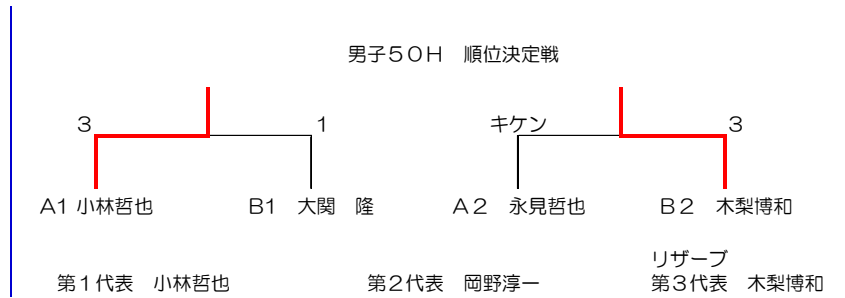 男子５０Ｈ　順位決定戦
３　１　キケン　３
A1 小林哲也　B1　大関　隆　Ａ２　永見哲也　Ｂ２　木梨博和
リザーブ
第１代表　小林哲也　第２代表　岡野淳一　第３代表　木梨博和